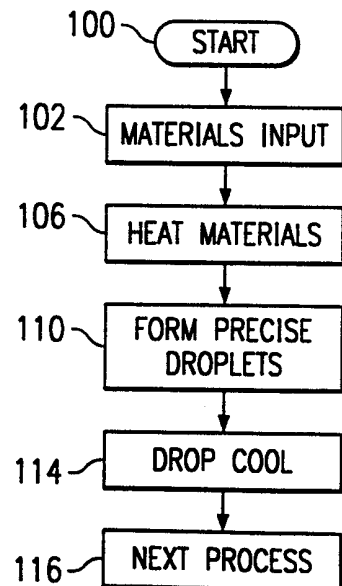 100 START
102 MATERIALS INPUT
106 HEAT MATERIALS
110 FORM PRECISE
DROPLETS
114 DROP COOL
116 NEXT PROCESS